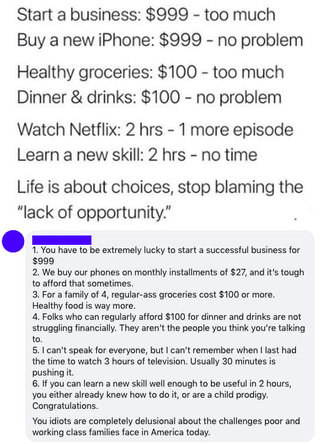 Start a business: $999 - too much
Buy a new iPhone: $999 - no problem
Healthy groceries: $100 - too much
Dinner & drinks: $100 - no problem
Watch Netflix: 2 hrs - 1 more episode
Learn a new skill: 2 hrs - no time
Life is about choices, stop blaming the
“lack of opportunity.”
1. You have to be extremely lucky to start a successful business for
$999
2. We buy our phones on monthly installments of $27, and it’s tough
to afford that sometimes.
3. For a family of 4, regular-ass groceries cost $100 or more.
Healthy food is way more.
4. Folks who can regularly afford $100 for dinner and drinks are not
struggling financially. They aren’t the people you think you’re talking
to.
5. I can’t speak for everyone, but I can’t remember when I last had
the time to watch 3 hours of television. Usually 30 minutes is
pushing it.
6. If you can learn a new skill well enough to be useful in 2 hours,
you either already knew how to do it, or are a child prodigy.
Congratulations.
You idiots are completely delusional about the challenges poor and
working class families face in America today.